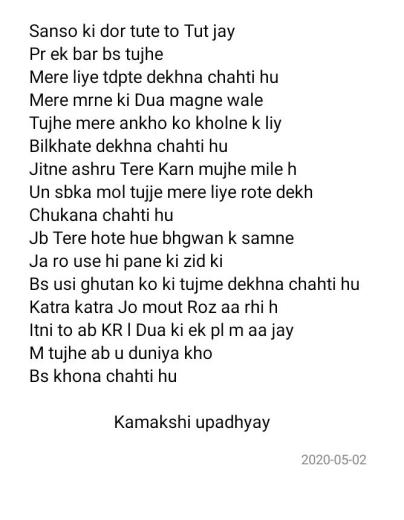 Sanso ki dor tute to Tut jay
Pr ek bar bs tujhe
Mere liye tdpte dekhna chahti hu
Mere mrne ki Dua magne wale
Tujhe mere ankho ko kholne k liy
Bilkhate dekhna chahti hu
Jitne ashru Tere Karn mujhe mile h
Un sbka mol tujje mere liye rote dekh
Chukana chahti hu
Jb Tere hote hue bhgwan k samne
Ja ro use hi pane ki zid ki
Bs usi ghutan ko ki tujme dekhna chahti hu
Katra katra Jo mout Roz aa rhi h
Itni to ab KR l Dua ki ek pl m aa jay
M tujhe ab u duniya kho
Bs khona chahti hu
Kamakshi upadhyay
2020-05-02